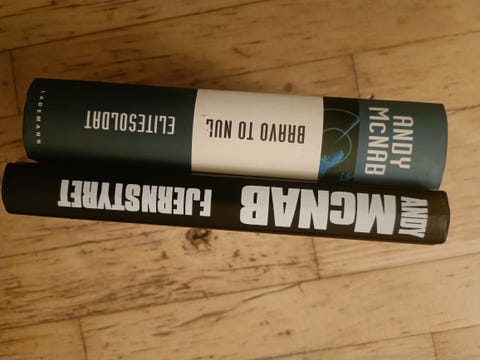 ANDY
MCNAB
BRAVO TO NUL
ELITESOLDAT
LADEMANN
ANDY
McNAB
FJERNSTYRET